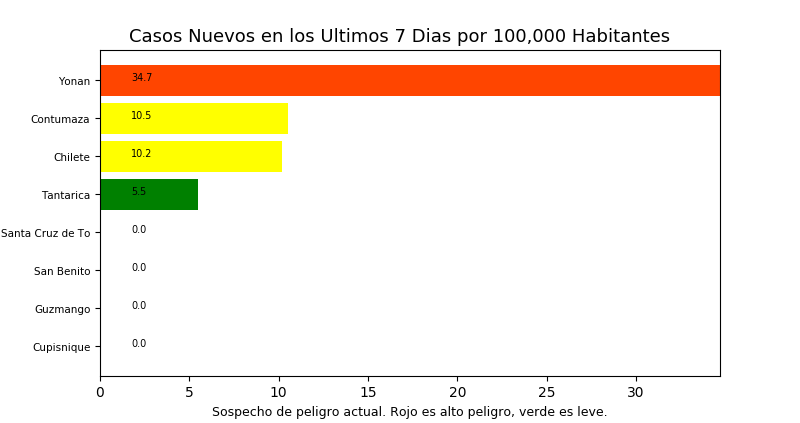 Casos Nuevos en los Ultimos 7 Dias por 100,000 Habitantes
Yonan 34.7
Contumaza 10.5
Chilete 10.2
Tantarica 5.5
Santa Cruz de To 0.0
San Benito 0.0
Guzmango 0.0
Cupisnique 0.0
0 5 10 15 20 25 30
Sospecho de peligro actual. Rojo es alto peligro, verde es leve.